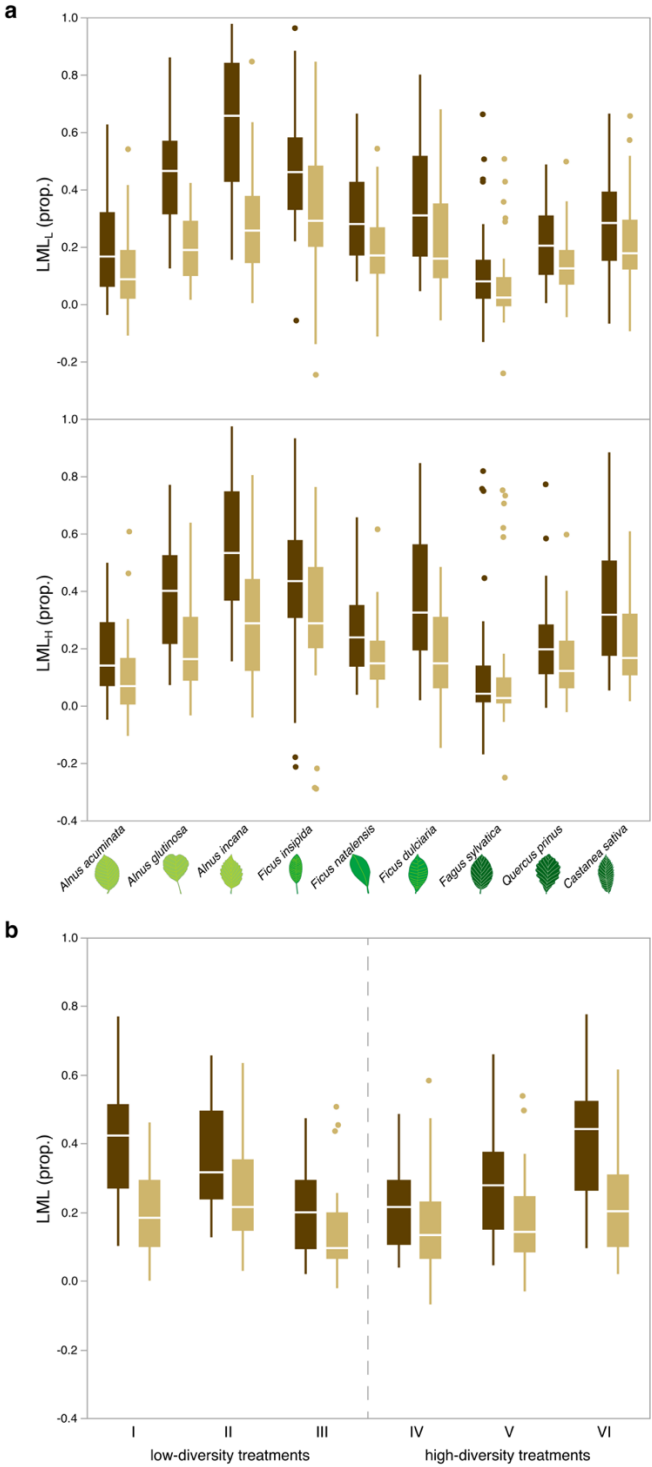 a
1.0
0.8
0.6
0.4
0.2
0.0
-0.2
LML_L (prop.)
1.0
0.8
0.6
0.4
0.2
0.0
-0.2
-0.4
LML_H (prop.)
Alnus acuminata
Alnus glutinosa
Alnus incana
Ficus insipida
Ficus natalensis
Ficus dulciaria
Fagus sylvatica
Quercus prinus
Castanea sativa
b
1.0
0.8
0.6
0.4
0.2
0.0
-0.2
-0.4
LML (prop.)
I II III IV V VI
low-diversity treatments high-diversity treatments